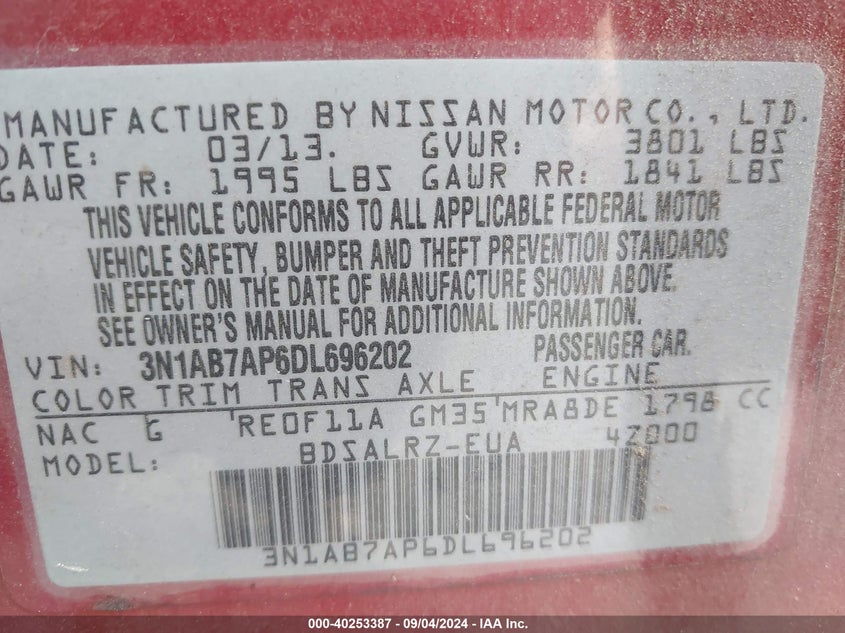 MANUFACTURED BY NISSAN MOTOR CO., LTD.
DATE: 03/13. GVWR: 3801 LBS
GAWR FR: 1995 LBS GAWR RR: 1841 LBS
THIS VEHICLE CONFORMS TO ALL APPLICABLE FEDERAL MOTOR
VEHICLE SAFETY, BUMPER AND THEFT PREVENTION STANDARDS
IN EFFECT ON THE DATE OF MANUFACTURE SHOWN ABOVE.
SEE OWNER'S MANUAL FOR ADDITIONAL INFORMATION.
VIN: 3N1AB7AP6DL696202 PASSENGER CAR.
COLOR TRIM TRANS AXLE ENGINE
NAC G RE0F11A GM35 MRA8DE 1798 CC
MODEL: BDSALRZ-EUA 4Z000
3N1AB7AP6DL696202
000-40253387 - 09/04/2024 - IAA Inc.